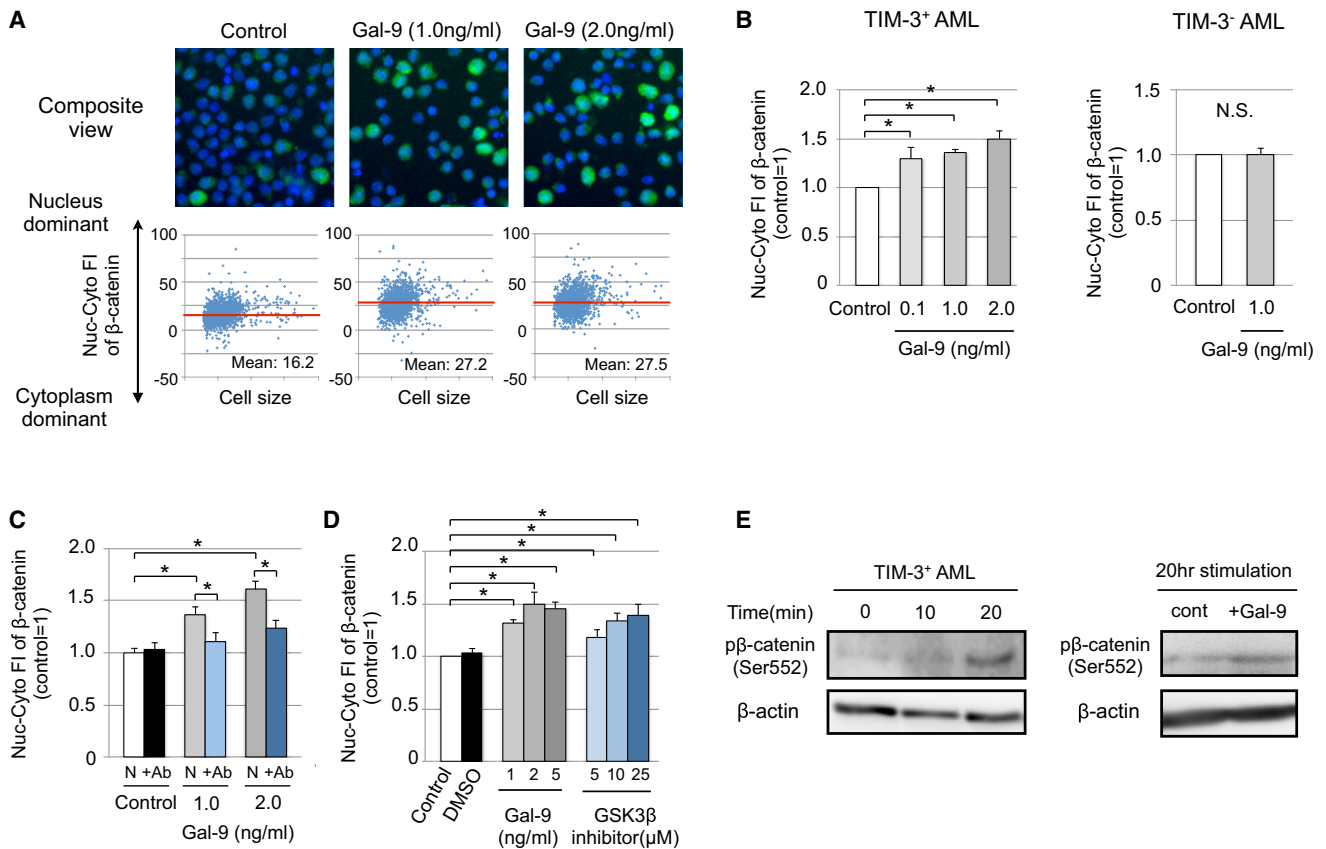 A
Control
Gal-9 (1.0ng/ml)
Gal-9 (2.0ng/ml)
Composite
view
Nucleus
dominant
Nuc-Cyto FI
of β-catenin
Cytoplasm
dominant
100
50
0
-50
Mean: 16.2
Cell size
100
50
0
-50
Mean: 27.2
Cell size
100
50
0
-50
Mean: 27.5
Cell size
B
TIM-3+ AML
Nuc-Cyto FI of β-catenin
(control=1)
2.0
1.5
1.0
0.5
0
*
*
*
Control
0.1
1.0
2.0
Gal-9 (ng/ml)
TIM-3- AML
Nuc-Cyto FI of β-catenin
(control=1)
1.5
1.0
0.5
0
N.S.
Control
1.0
Gal-9 (ng/ml)
C
Nuc-Cyto FI of β-catenin
(control=1)
2.0
1.5
1.0
0.5
0
*
*
*
*
N +Ab N +Ab N +Ab
Control
1.0
2.0
Gal-9 (ng/ml)
D
Nuc-Cyto FI of β-catenin
(control=1)
2.0
1.5
1.0
0.5
0
*
*
*
*
*
*
Control
DMSO
1 2 5
5 10 25
Gal-9
(ng/ml)
GSK3β
inhibitor(μM)
E
TIM-3+ AML
Time(min)
0
10
20
pβ-catenin
(Ser552)
β-actin
20hr stimulation
cont
+Gal-9
pβ-catenin
(Ser552)
β-actin